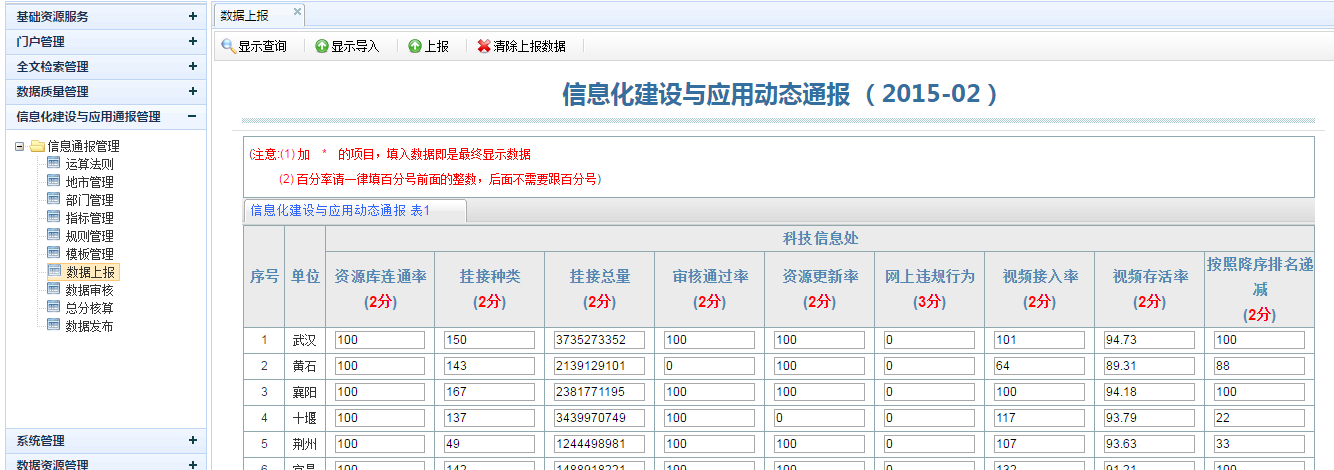 基础资源服务
门户管理
全文检索管理
数据质量管理
信息化建设与应用通报管理
信息通报管理
运算法则
地市管理
部门管理
指标管理
规则管理
模板管理
数据上报
数据审核
总分核算
数据发布
系统管理
数据资源管理
数据上报
显示查询 显示导入 上报 清除上报数据
信息化建设与应用动态通报 （ 2015-02 ）
(注意:(1) 加 * 的项目，填入数据即是最终显示数据
(2) 百分率请一律填百分号前面的整数，后面不需要跟百分号)
信息化建设与应用动态通报 表1
科技信息处
序号 单位 资源库连通率 (2分) 挂接种类 (2分) 挂接总量 (2分) 审核通过率 (2分) 资源更新率 (2分) 网上违规行为 (3分) 视频接入率 (2分) 视频存活率 (2分) 按照降序排名递减 (2分)
1 武汉 100 150 3735273352 100 100 0 101 94.73 100
2 黄石 100 143 2139129101 0 100 0 64 89.31 88
3 襄阳 100 167 2381771195 100 100 0 100 94.18 100
4 十堰 100 137 3439970749 100 0 0 117 93.79 22
5 荆州 100 49 1244498981 100 100 0 107 93.63 33